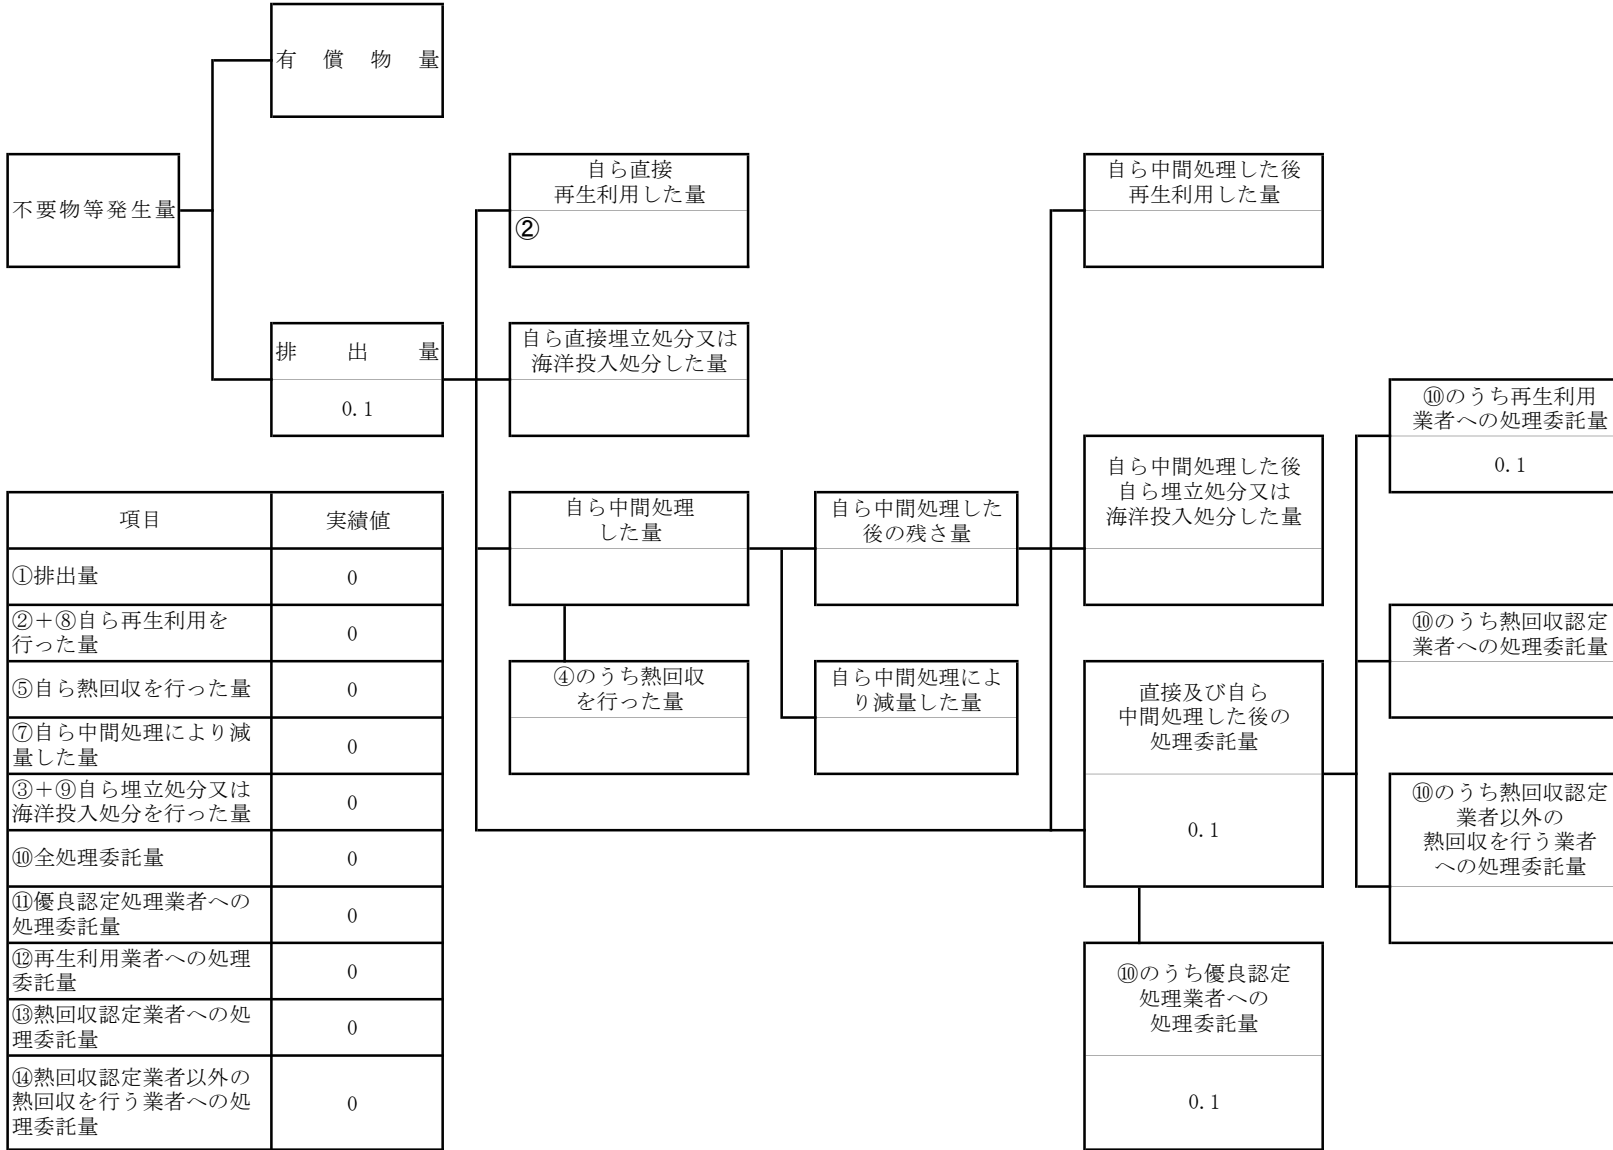 有償物量
不要物等発生量
自ら直接
再生利用した量
②
自ら中間処理した後
再生利用した量
排出量
0.1
自ら直接埋立処分又は
海洋投入処分した量
⑩のうち再生利用
業者への処理委託量
0.1
自ら中間処理
した量
自ら中間処理した
後の残さ量
自ら中間処理した後
自ら埋立処分又は
海洋投入処分した量
④のうち熱回収
を行った量
自ら中間処理によ
り減量した量
直接及び自ら
中間処理した後の
処理委託量
0.1
⑩のうち熱回収認定
業者への処理委託量
⑩のうち熱回収認定
業者以外の
熱回収を行う業者
への処理委託量
⑩のうち優良認定
処理業者への
処理委託量
0.1
項目 実績値
①排出量 0
②+⑧自ら再生利用を
行った量 0
⑤自ら熱回収を行った量 0
⑦自ら中間処理により減
量した量 0
③+⑨自ら埋立処分又は
海洋投入処分を行った量 0
⑩全処理委託量 0
⑪優良認定処理業者への
処理委託量 0
⑫再生利用業者への処理
委託量 0
⑬熱回収認定業者への処
理委託量 0
⑭熱回収認定業者以外の
熱回収を行う業者への処
理委託量 0